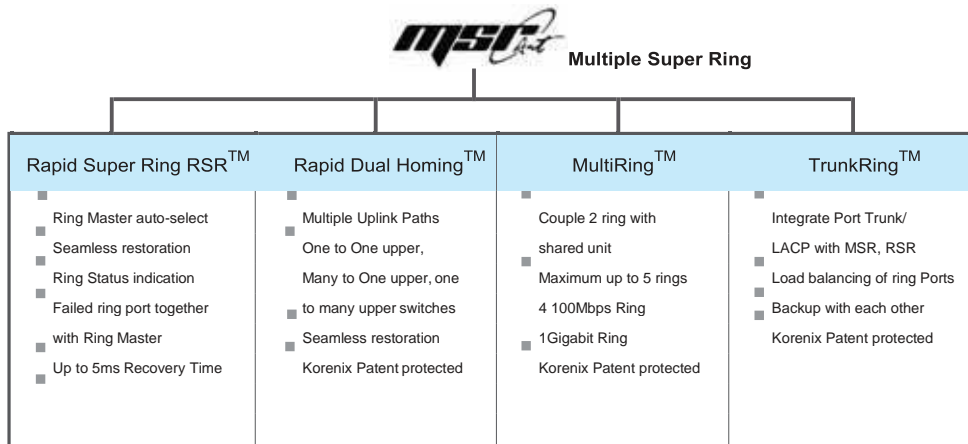 msr Ant
Multiple Super Ring
Rapid Super Ring RSR™
Ring Master auto-select
Seamless restoration
Ring Status indication
Failed ring port together
with Ring Master
Up to 5ms Recovery Time
Rapid Dual Homing™
Multiple Uplink Paths
One to One upper,
Many to One upper, one
to many upper switches
Seamless restoration
Korenix Patent protected
MultiRing™
Couple 2 ring with
shared unit
Maximum up to 5 rings
4 100Mbps Ring
1Gigabit Ring
Korenix Patent protected
TrunkRing™
Integrate Port Trunk/
LACP with MSR, RSR
Load balancing of ring Ports
Backup with each other
Korenix Patent protected